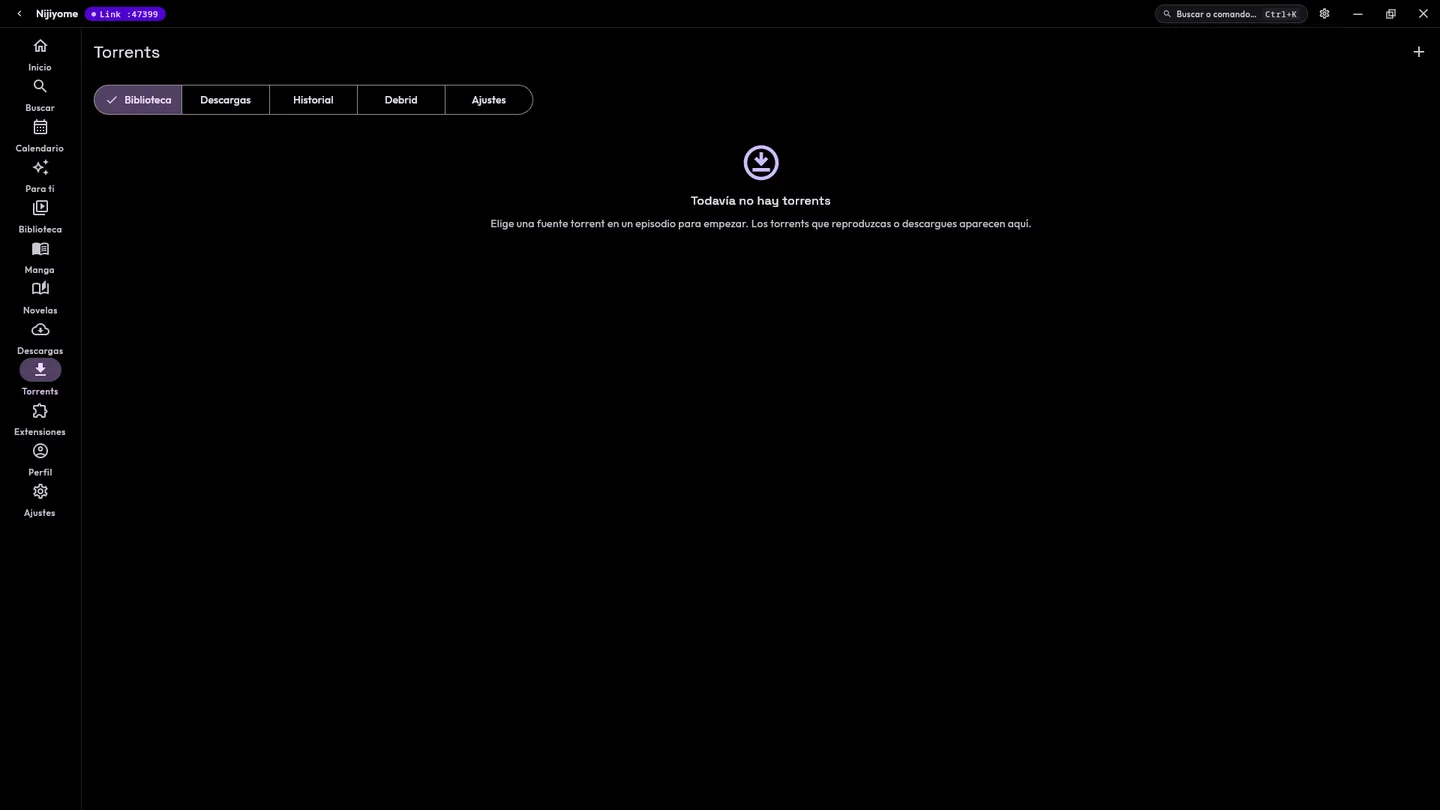 Nijiyome
Link :47399
Buscar o comando... Ctrl+K
Inicio
Buscar
Calendario
Para ti
Biblioteca
Manga
Novelas
Descargas
Torrents
Extensiones
Perfil
Ajustes
Torrents
Biblioteca
Descargas
Historial
Debrid
Ajustes
Todavía no hay torrents
Elige una fuente torrent en un episodio para empezar. Los torrents que reproduzcas o descargues aparecen aquí.